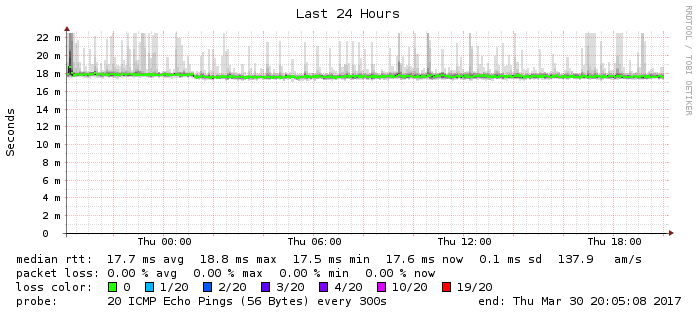 Last 24 Hours
RRDTOOL / TOBI OETIKER
Seconds
22 m
20 m
18 m
16 m
14 m
12 m
10 m
8 m
6 m
4 m
2 m
0
Thu 00:00 Thu 06:00 Thu 12:00 Thu 18:00
median rtt: 17.7 ms avg 18.8 ms max 17.5 ms min 17.6 ms now 0.1 ms sd 137.9 am/s
packet loss: 0.00 % avg 0.00 % max 0.00 % min 0.00 % now
loss color: 0 1/20 2/20 3/20 4/20 10/20 19/20
probe: 20 ICMP Echo Pings (56 Bytes) every 300s end: Thu Mar 30 20:05:08 2017